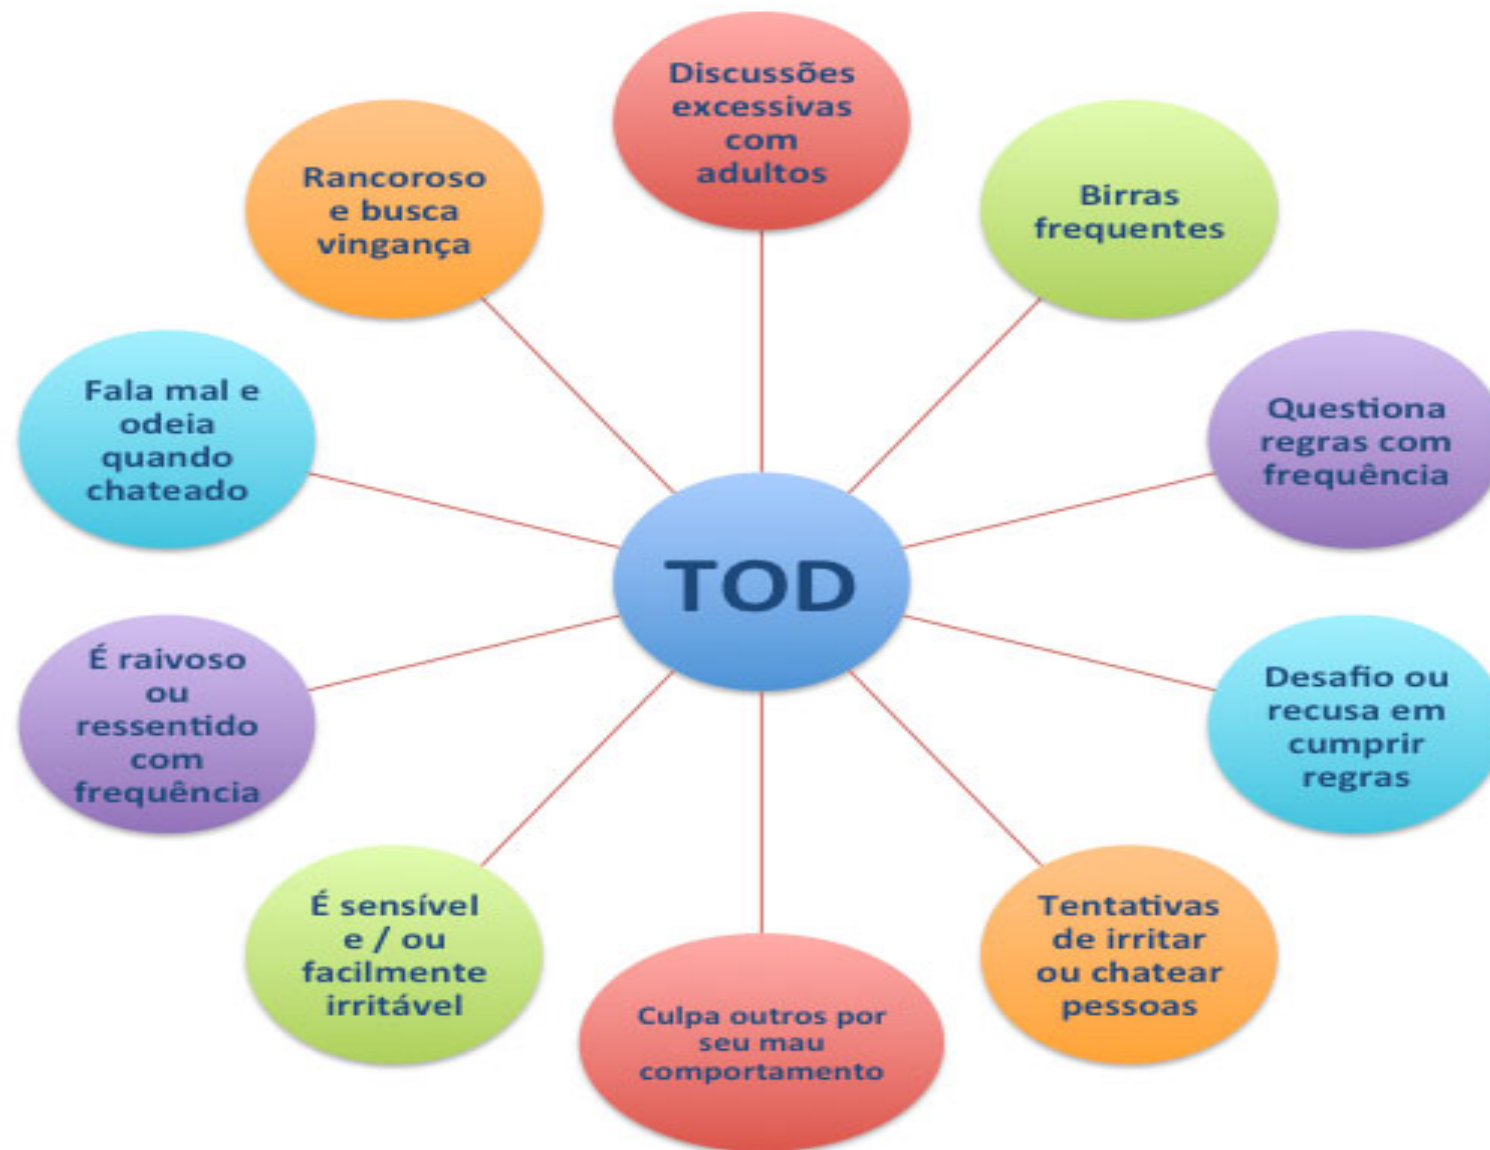 Discussões
excessivas
com
adultos
Birras
frequentes
Questiona
regras com
frequência
Desafio ou
recusa em
cumprir
regras
Tentativas
de irritar
ou chatear
pessoas
Culpa outros por
seu mau
comportamento
É sensível
e / ou
facilmente
irritável
É raivoso
ou
ressentido
com
frequência
Fala mal e
odeia
quando
chateado
Rancoroso
e busca
vingança
TOD